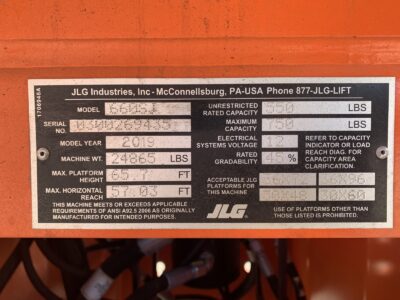 JLG Industries, Inc - McConnellsburg, PA-USA Phone 877-JLG-LIFT
1706948A
MODEL 660SJ
SERIAL NO. 0300269435
MODEL YEAR 2019
MACHINE WT. 24865 LBS
MAX. PLATFORM HEIGHT 65.7 FT
MAX. HORIZONTAL REACH 57.03 FT
THIS MACHINE MEETS OR EXCEEDS APPLICABLE
REQUIREMENTS OF ANSI A92.5 2006 AS ORIGINALLY
MANUFACTURED FOR INTENDED PURPOSES.
UNRESTRICTED RATED CAPACITY 550 LBS
MAXIMUM CAPACITY 750 LBS
ELECTRICAL SYSTEMS VOLTAGE 12
RATED GRADABILITY 45 %
REFER TO CAPACITY
INDICATOR OR LOAD
REACH DIAG. FOR
CAPACITY AREA
CLARIFICATION.
ACCEPTABLE JLG
PLATFORMS FOR
THIS MACHINE
30X60
JLG
USE OF PLATFORMS OTHER
THAN THOSE LISTED IS PROHIBITED.